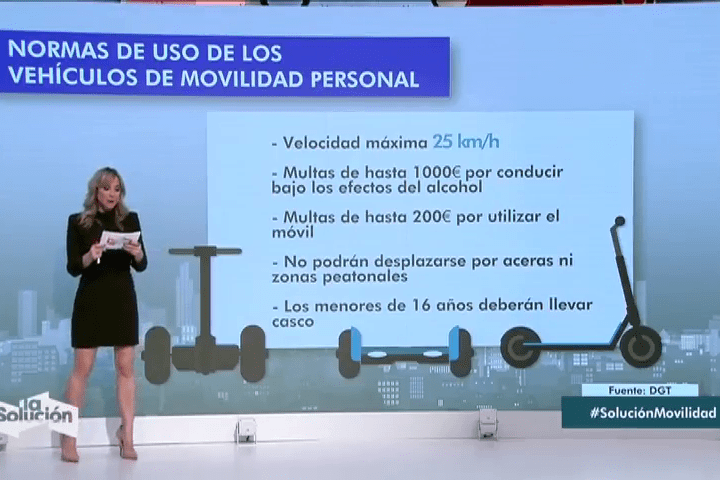 NORMAS DE USO DE LOS
VEHÍCULOS DE MOVILIDAD PERSONAL
- Velocidad máxima 25 km/h
- Multas de hasta 1000€ por conducir
bajo los efectos del alcohol
- Multas de hasta 200€ por utilizar el
móvil
- No podrán desplazarse por aceras ni
zonas peatonales
- Los menores de 16 años deberán llevar
casco
Fuente: DGT
#SoluciónMovilidad
la
Solución